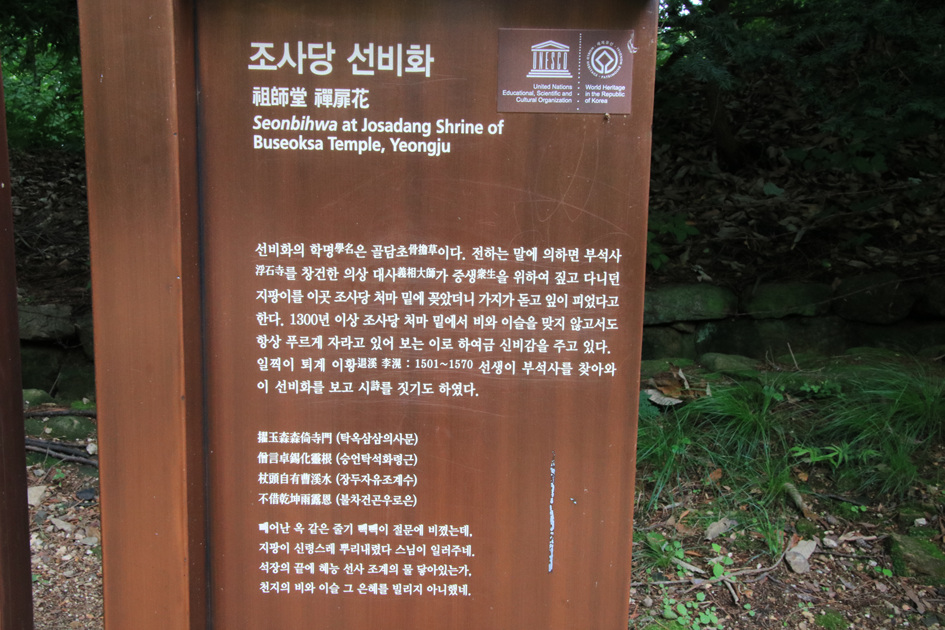 조사당 선비화
祖師堂 禪扉花
Seonbihwa at Josadang Shrine of
Buseoksa Temple, Yeongju
United Nations
Educational, Scientific and
Cultural Organization
World Heritage
in the Republic
of Korea
선비화의 학명學名은 골담초骨擔草이다. 전하는 말에 의하면 부석사
浮石寺를 창건한 의상 대사義相大師가 중생衆生을 위하여 짚고 다니던
지팡이를 이곳 조사당 처마 밑에 꽂았더니 가지가 돋고 잎이 피었다고
한다. 1300년 이상 조사당 처마 밑에서 비와 이슬을 맞지 않고서도
항상 푸르게 자라고 있어 보는 이로 하여금 신비감을 주고 있다.
일찍이 퇴계 이황退溪 李滉 : 1501~1570 선생이 부석사를 찾아와
이 선비화를 보고 시詩를 짓기도 하였다.
擢玉森森倚寺門 (탁옥삼삼의사문)
僧言卓錫化靈根 (승언탁석화령근)
杖頭自有曹溪水 (장두자유조계수)
不借乾坤雨露恩 (불차건곤우로은)
빼어난 옥 같은 줄기 빽빽이 절문에 비꼈는데,
지팡이 신령스레 뿌리내렸다 스님이 일러주네.
석장의 끝에 혜능 선사 조계의 물 닿아있는가,
천지의 비와 이슬 그 은혜를 빌리지 아니했네.